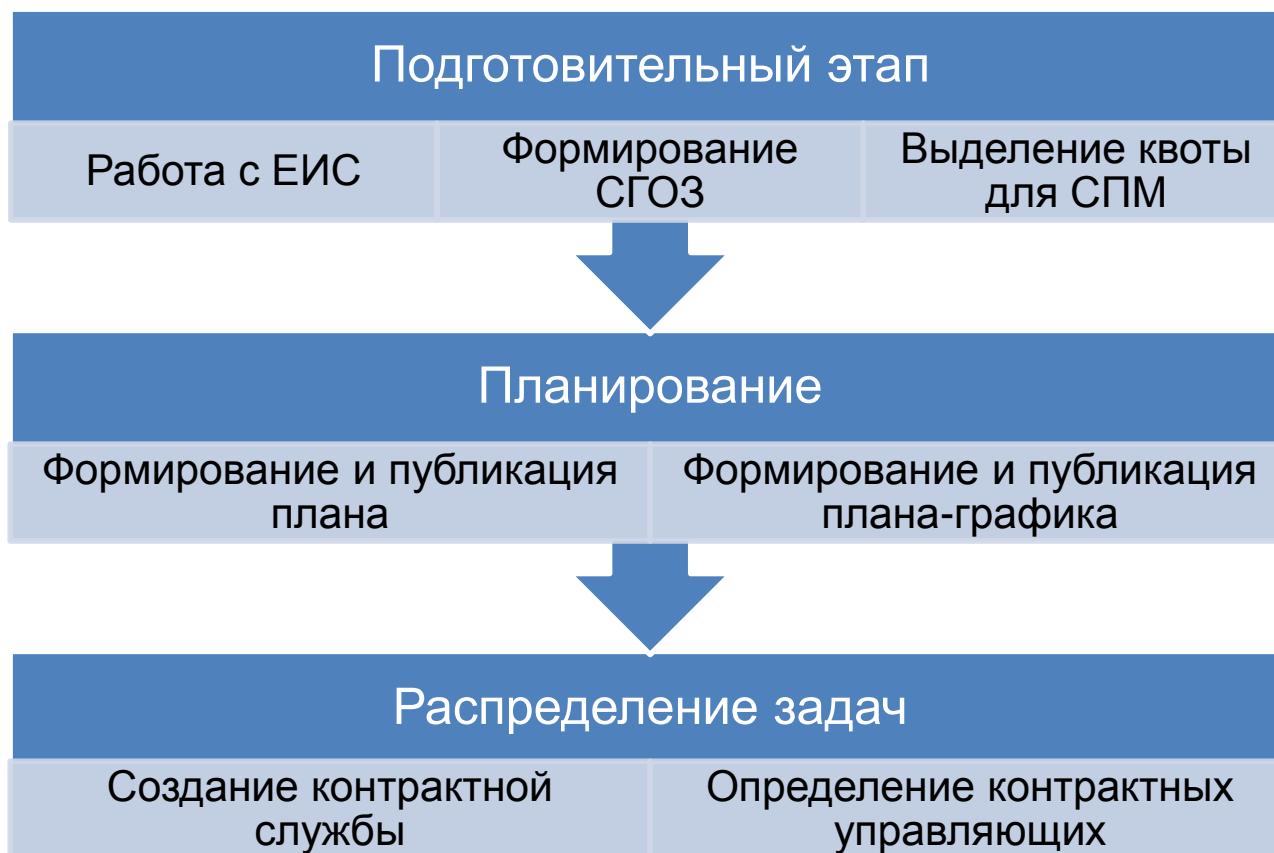 Подготовительный этап
Работа с ЕИС
Формирование
СГОЗ
Выделение квоты
для СПМ
Планирование
Формирование и публикация
плана
Формирование и публикация
плана-графика
Распределение задач
Создание контрактной
службы
Определение контрактных
управляющих